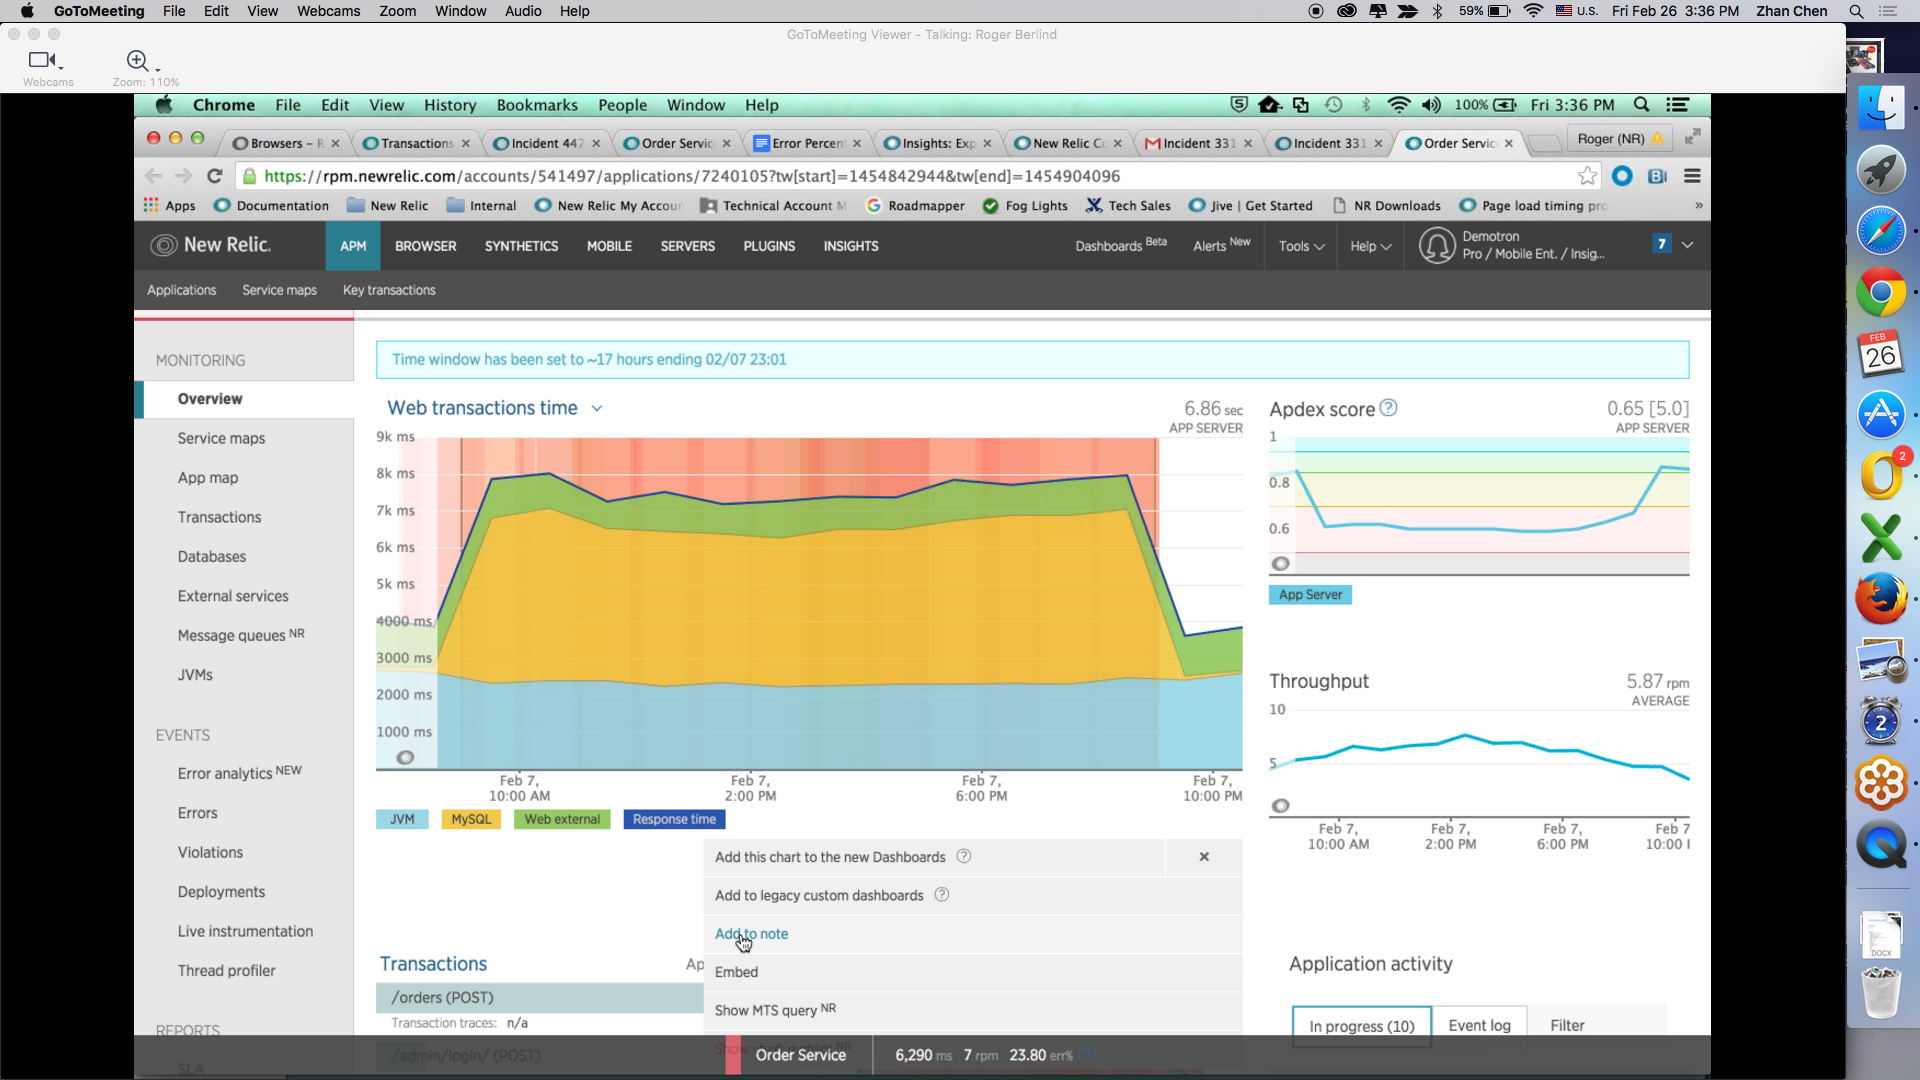 GoToMeeting File Edit View Webcams Zoom Window Audio Help 59% U.S. Fri Feb 26 3:36 PM Zhan Chen
GoToMeeting Viewer - Talking: Roger Berlind
Webcams Zoom: 110%
Chrome File Edit View History Bookmarks People Window Help 100% Fri 3:36 PM
Browsers – R Transactions Incident 447 Order Servic Error Percen Insights: Exp New Relic Co Incident 331 Incident 331 Order Servic Roger (NR)
https://rpm.newrelic.com/accounts/541497/applications/7240105?tw[start]=1454842944&tw[end]=1454904096
Apps Documentation New Relic Internal New Relic My Accou Technical Account M Roadmapper Fog Lights Tech Sales Jive | Get Started NR Downloads Page load timing pro »
New Relic. APM BROWSER SYNTHETICS MOBILE SERVERS PLUGINS INSIGHTS Dashboards Beta Alerts New Tools Help Demotron 7
Pro / Mobile Ent. / Insig...
Applications Service maps Key transactions
MONITORING
Overview
Service maps
App map
Transactions
Databases
External services
Message queues NR
JVMs
EVENTS
Error analytics NEW
Errors
Violations
Deployments
Live instrumentation
Thread profiler
REPORTS
SLA
Time window has been set to ~17 hours ending 02/07 23:01
Web transactions time 6.86 sec
APP SERVER
9k ms
8k ms
7k ms
6k ms
5k ms
4000 ms
3000 ms
2000 ms
1000 ms
Feb 7, Feb 7, Feb 7, Feb 7,
10:00 AM 2:00 PM 6:00 PM 10:00 PM
JVM MySQL Web external Response time
Apdex score ? 0.65 [5.0]
APP SERVER
1
0.8
0.6
App Server
Throughput 5.87 rpm
AVERAGE
10
5
Feb 7, Feb 7, Feb 7, Feb 7
10:00 AM 2:00 PM 6:00 PM 10:00
Add this chart to the new Dashboards ? ×
Add to legacy custom dashboards ?
Add to note
Embed
Show MTS query NR
Transactions Ap
/orders (POST)
Transaction traces: n/a
/admin/login/ (POST)
Application activity
In progress (10) Event log Filter
Order Service 6,290 ms 7 rpm 23.80 err%
FEB
26
2
2
DOCX